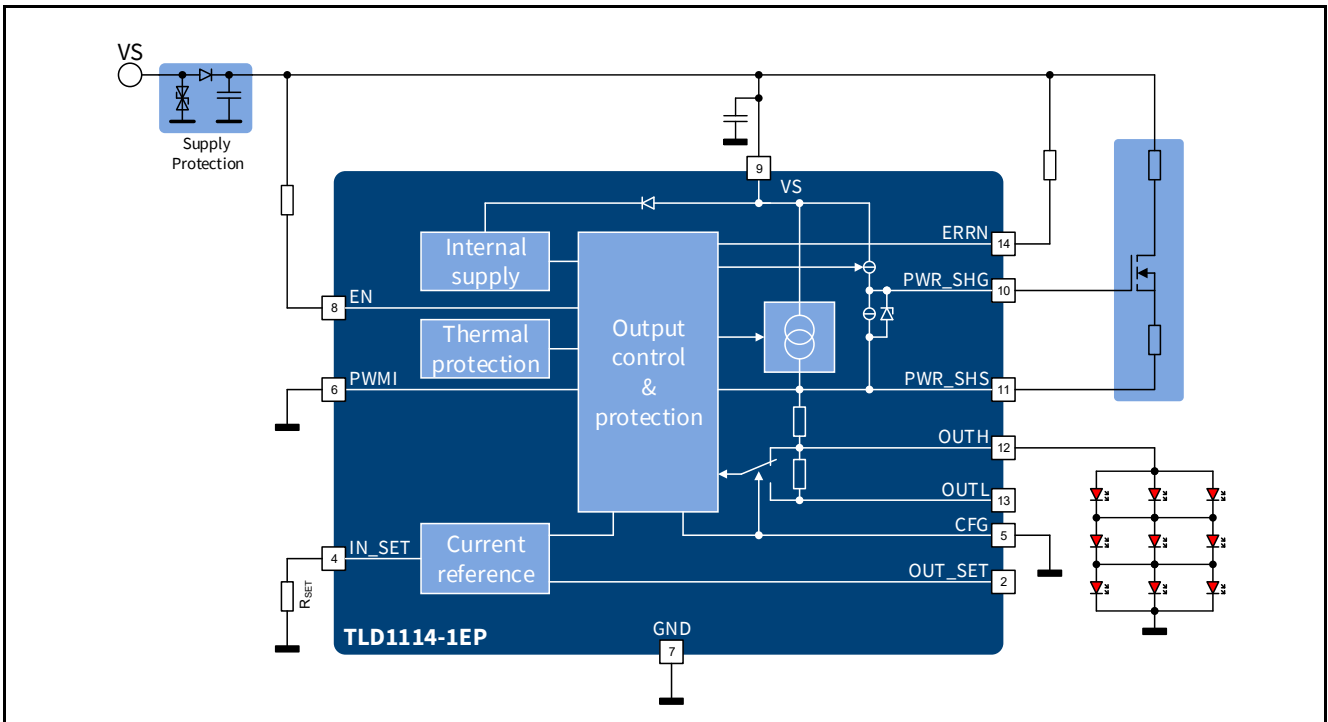 VS
Supply
Protection
9
VS
Internal
supply
ERRN
14
PWR_SHG
10
8
EN
Thermal
protection
Output
control
&
protection
6
PWMI
PWR_SHS
11
OUTH
12
OUTL
13
CFG
5
4
IN_SET
Current
reference
OUT_SET
2
RSET
TLD1114-1EP
GND
7